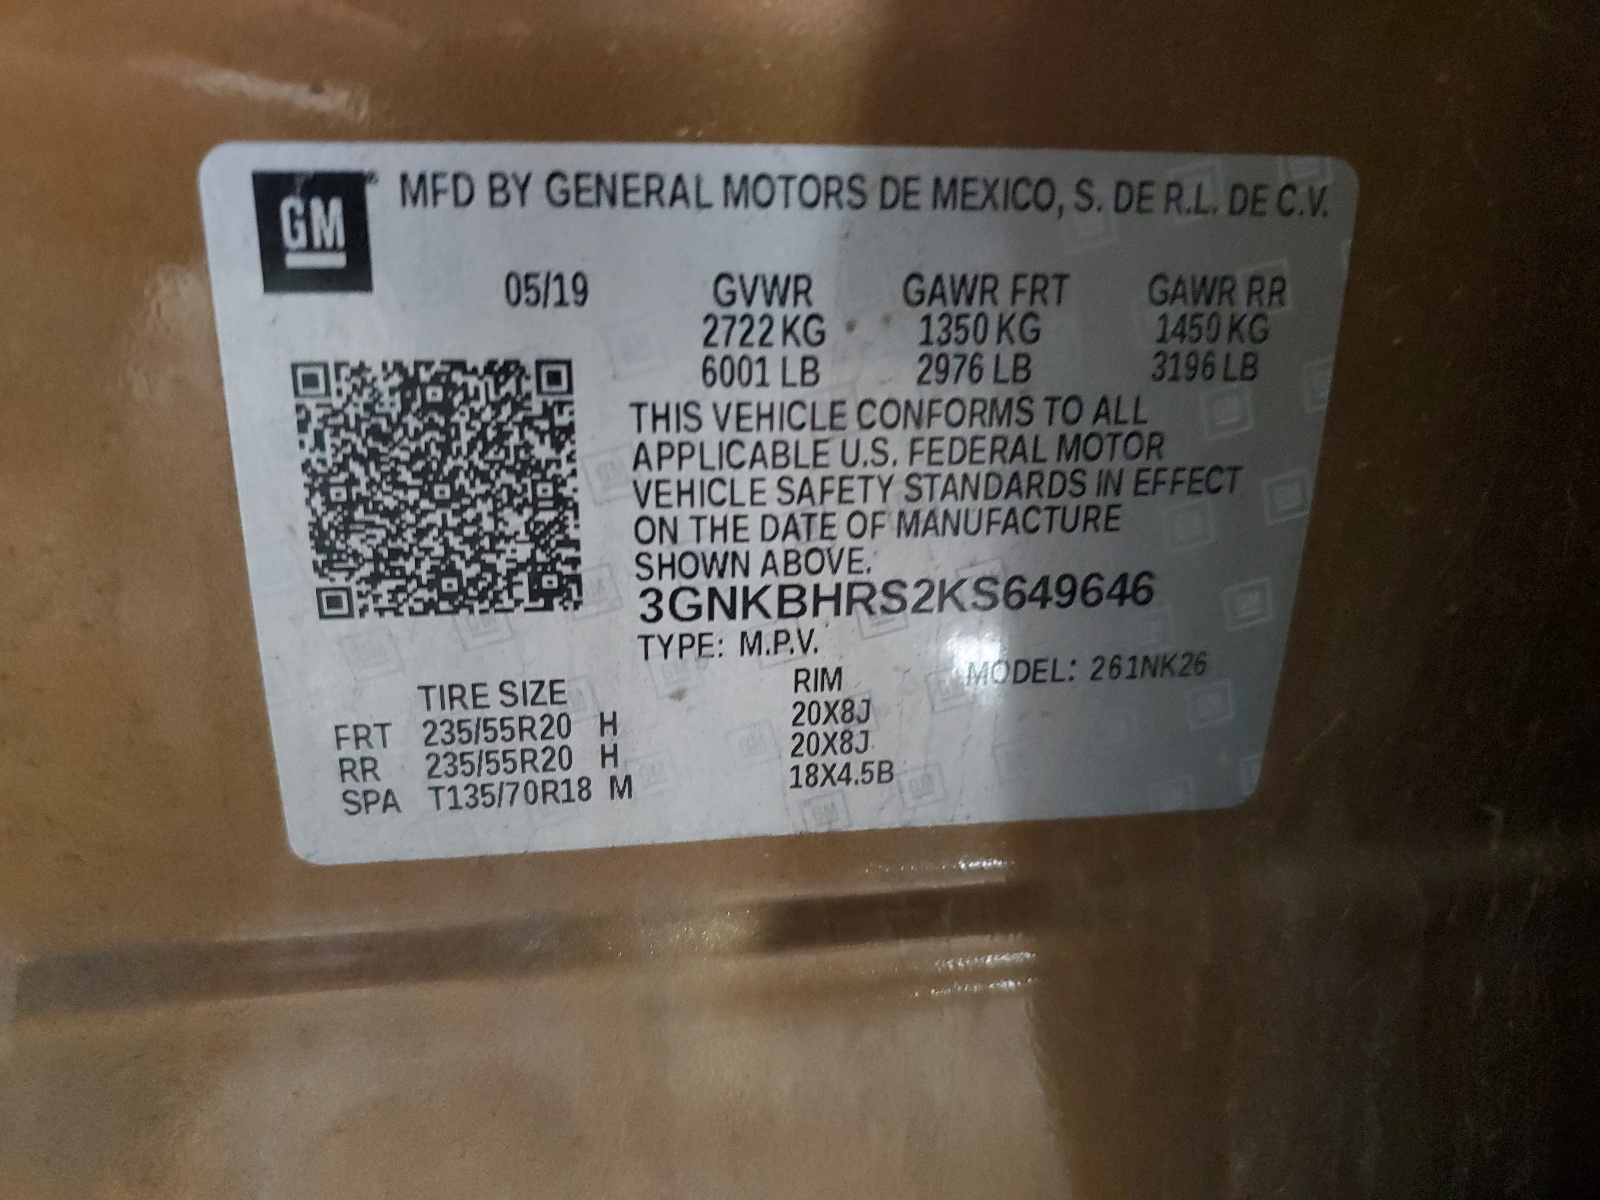 GM MFD BY GENERAL MOTORS DE MEXICO, S. DE R.L. DE C.V.
05/19 GVWR GAWR FRT GAWR RR
2722 KG 1350 KG 1450 KG
6001 LB 2976 LB 3196 LB
THIS VEHICLE CONFORMS TO ALL
APPLICABLE U.S. FEDERAL MOTOR
VEHICLE SAFETY STANDARDS IN EFFECT
ON THE DATE OF MANUFACTURE
SHOWN ABOVE.
3GNKBHRS2KS649646
TYPE: M.P.V. MODEL: 261NK26
TIRE SIZE RIM
FRT 235/55R20 H 20X8J
RR 235/55R20 H 20X8J
SPA T135/70R18 M 18X4.5B